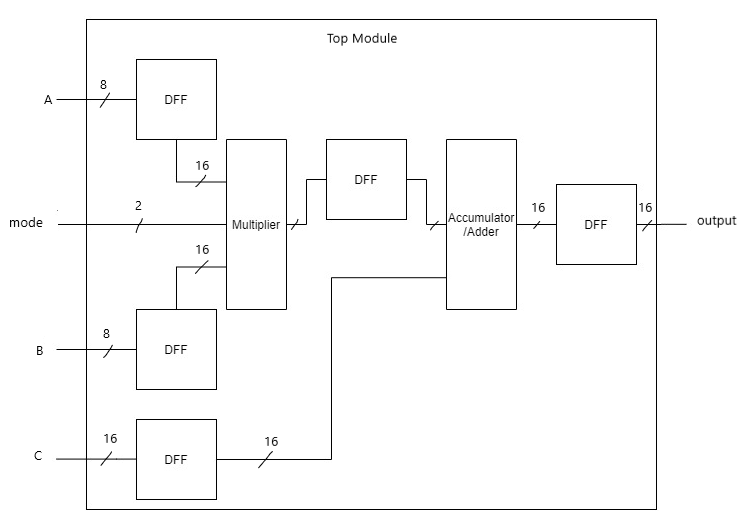 Top Module
8
A
DFF
16
2
mode
Multiplier
DFF
Accumulator
/Adder
16
DFF
16
output
16
8
B
DFF
16
C
DFF
16